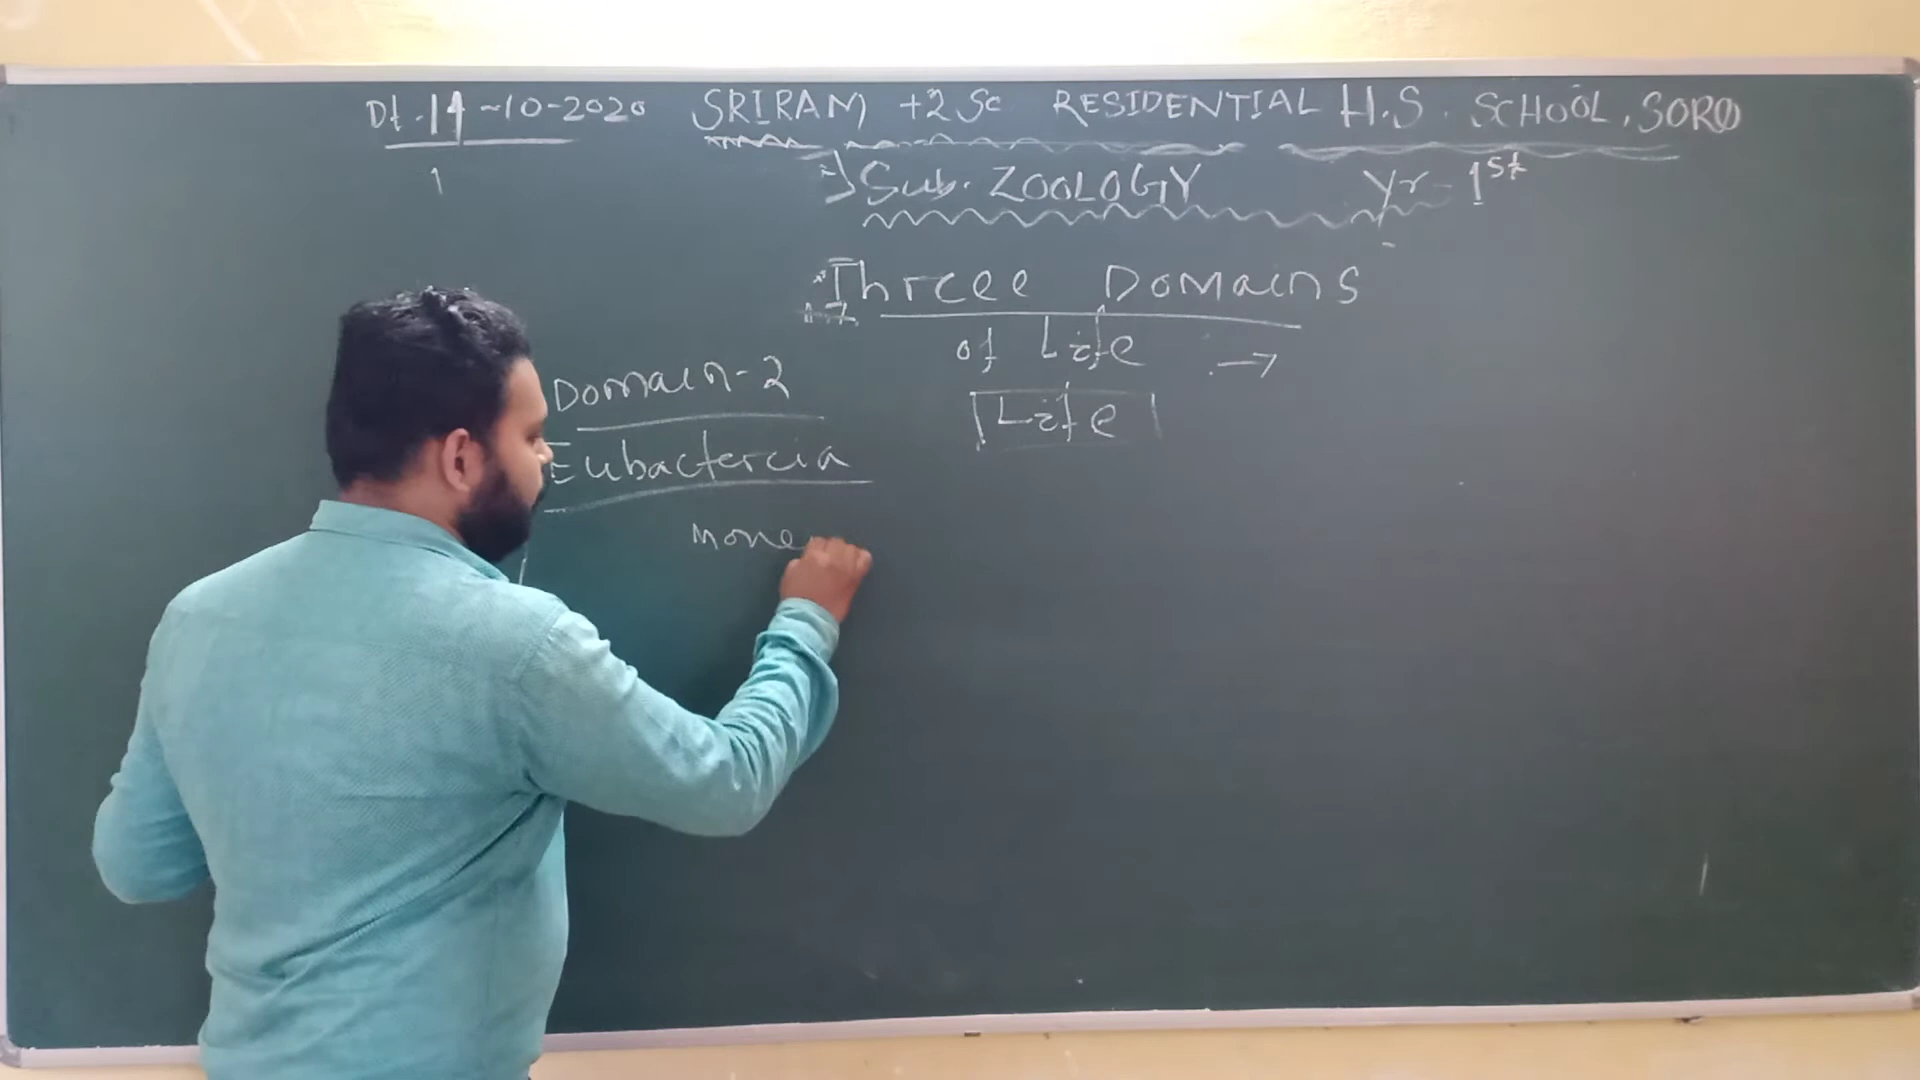 Dt. 14-10-2020 SRIRAM +2 Sc RESIDENTIAL H.S. SCHOOL, SORO
Sub. ZOOLOGY Yr - 1st
Three Domains
of Life →
Life
Domain-2
Eubacteria
Mone